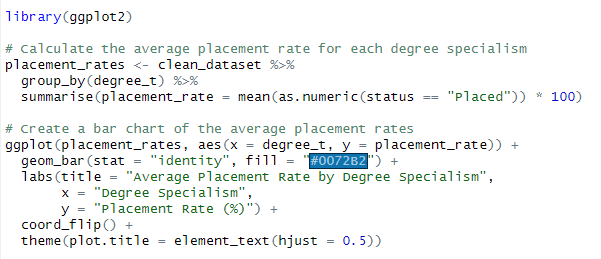 library(ggplot2)
# Calculate the average placement rate for each degree specialism
placement_rates <- clean_dataset %>%
  group_by(degree_t) %>%
  summarise(placement_rate = mean(as.numeric(status == "Placed")) * 100)
# Create a bar chart of the average placement rates
ggplot(placement_rates, aes(x = degree_t, y = placement_rate)) +
  geom_bar(stat = "identity", fill = "#0072B2") +
  labs(title = "Average Placement Rate by Degree Specialism",
       x = "Degree Specialism",
       y = "Placement Rate (%)") +
  coord_flip() +
  theme(plot.title = element_text(hjust = 0.5))